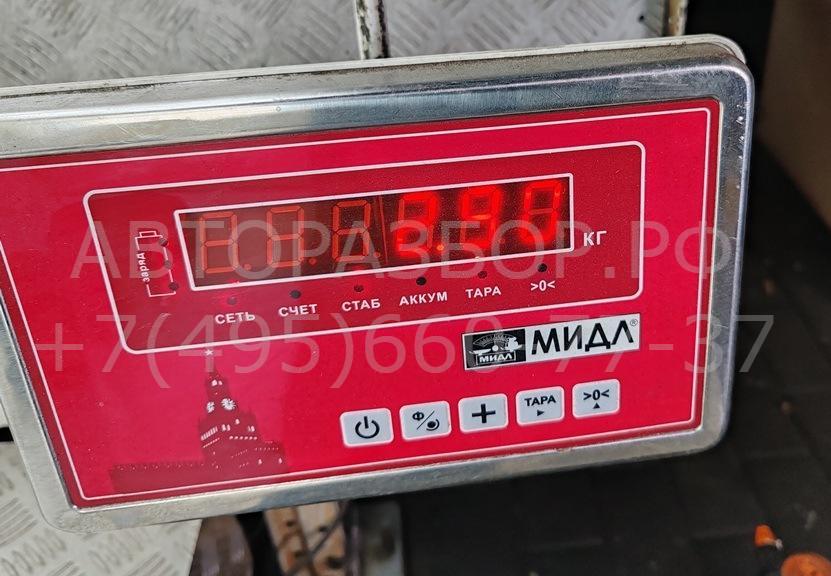 КГ
заряд
АВТОРАЗБОР.РФ
СЕТЬ СЧЕТ СТАБ АККУМ ТАРА >0<
+7(495)669-77-37
МИДЛ МИДЛ®
Ф/ + ТАРА >0<